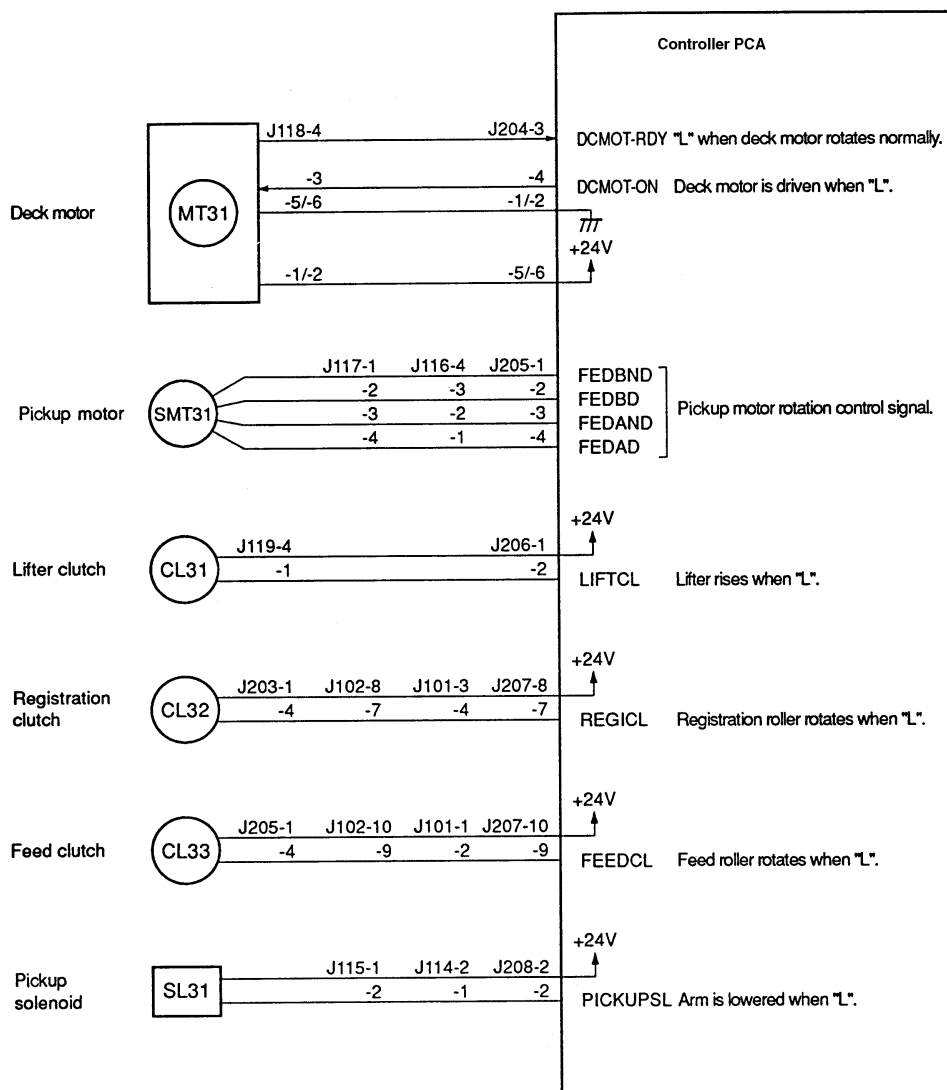 Controller PCA
J118-4 J204-3 DCMOT-RDY "L" when deck motor rotates normally.
-3 -4 DCMOT-ON Deck motor is driven when "L".
Deck motor MT31 -5/-6 -1/-2
+24V
-1/-2 -5/-6
J117-1 J116-4 J205-1 FEDBND
-2 -3 -2 FEDBD
Pickup motor SMT31 Pickup motor rotation control signal.
-3 -2 -3 FEDAND
-4 -1 -4 FEDAD
+24V
J119-4 J206-1
Lifter clutch CL31 -1 -2 LIFTCL Lifter rises when "L".
+24V
J203-1 J102-8 J101-3 J207-8
Registration
clutch CL32 -4 -7 -4 -7 REGICL Registration roller rotates when "L".
+24V
J205-1 J102-10 J101-1 J207-10
Feed clutch CL33 -4 -9 -2 -9 FEEDCL Feed roller rotates when "L".
+24V
J115-1 J114-2 J208-2
Pickup
solenoid SL31 -2 -1 -2 PICKUPSL Arm is lowered when "L".